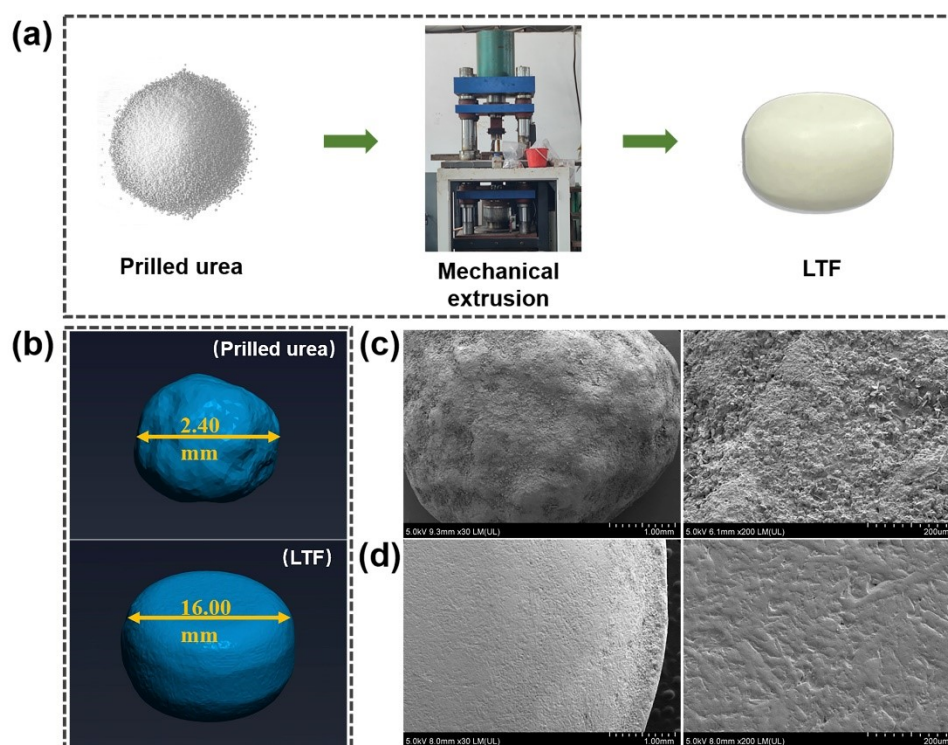 (a)
Prilled urea
Mechanical
extrusion
LTF
(b)
(Prilled urea)
2.40
mm
(LTF)
16.00
mm
(c)
5.0kV 9.3mm x30 LM(UL)
1.00mm
5.0kV 6.1mm x200 LM(UL)
200um
(d)
5.0kV 8.0mm x30 LM(UL)
1.00mm
5.0kV 8.0mm x200 LM(UL)
200um